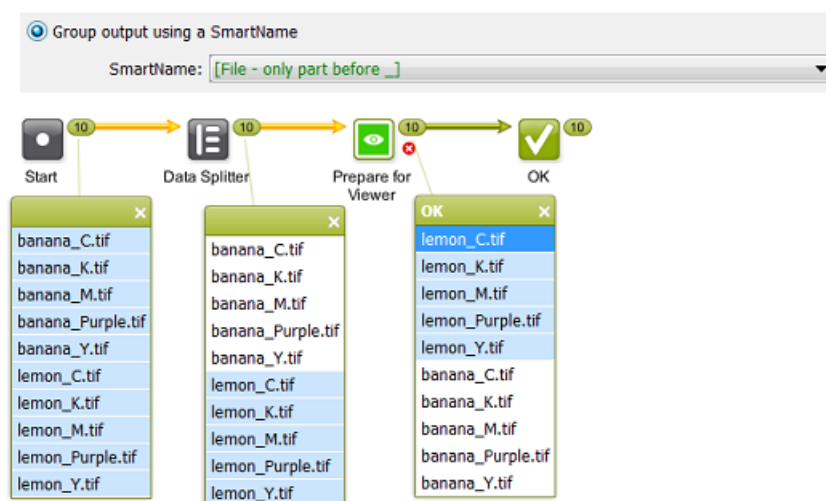 Group output using a SmartName
SmartName: [File - only part before _]
10
10
10
10
Start
Data Splitter
Prepare for
Viewer
OK
banana_C.tif
banana_K.tif
banana_M.tif
banana_Purple.tif
banana_Y.tif
lemon_C.tif
lemon_K.tif
lemon_M.tif
lemon_Purple.tif
lemon_Y.tif
banana_C.tif
banana_K.tif
banana_M.tif
banana_Purple.tif
banana_Y.tif
lemon_C.tif
lemon_K.tif
lemon_M.tif
lemon_Purple.tif
lemon_Y.tif
OK
lemon_C.tif
lemon_K.tif
lemon_M.tif
lemon_Purple.tif
lemon_Y.tif
banana_C.tif
banana_K.tif
banana_M.tif
banana_Purple.tif
banana_Y.tif